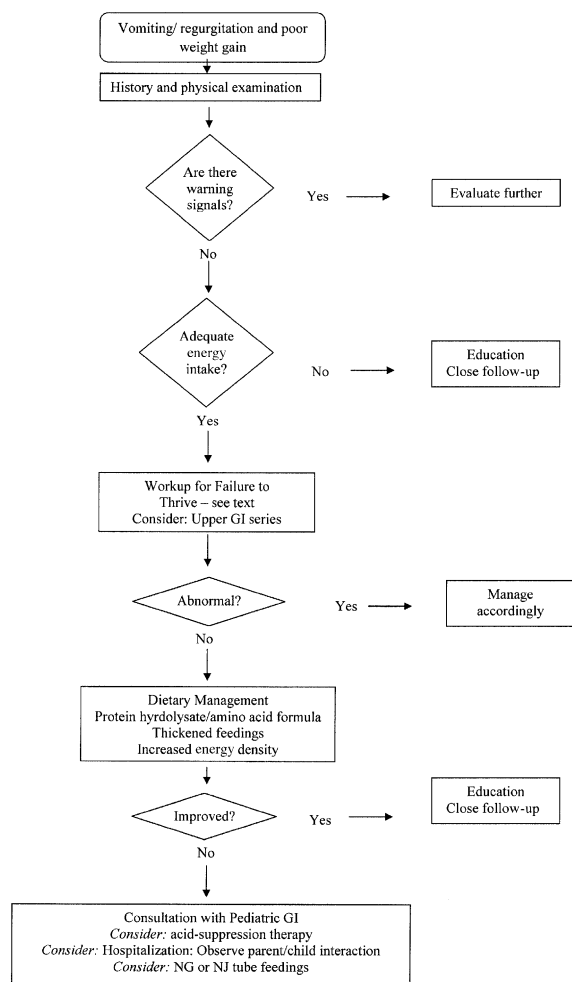 Vomiting/ regurgitation and poor
weight gain
History and physical examination
Are there
warning
signals?
Yes
Evaluate further
No
Adequate
energy
intake?
No
Education
Close follow-up
Yes
Workup for Failure to
Thrive – see text
Consider: Upper GI series
Abnormal?
Yes
Manage
accordingly
No
Dietary Management
Protein hyrdolysate/amino acid formula
Thickened feedings
Increased energy density
Improved?
Yes
Education
Close follow-up
No
Consultation with Pediatric GI
Consider: acid-suppression therapy
Consider: Hospitalization: Observe parent/child interaction
Consider: NG or NJ tube feedings